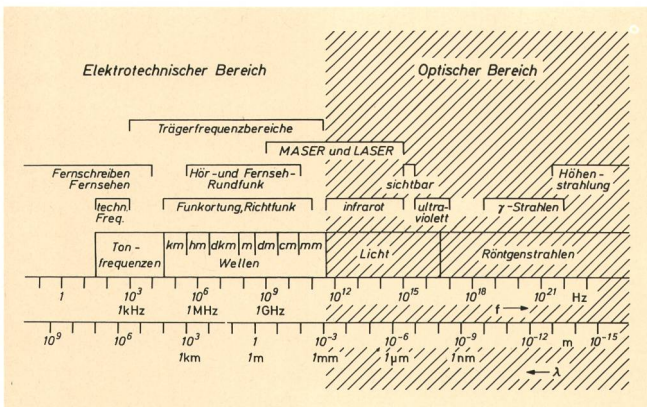 Elektrotechnischer Bereich Optischer Bereich
Trägerfrequenzbereiche
MASER und LASER
Fernschreiben Hör- und Fernseh- Höhen-
Fernsehen Rundfunk sichtbar strahlung
techn. Funkortung, Richtfunk infrarot ultra- γ-Strahlen
Freq. violett
Ton- km hm dkm m dm cm mm Licht Röntgenstrahlen
frequenzen Wellen
1 10³ 10⁶ 10⁹ 10¹² 10¹⁵ 10¹⁸ 10²¹ Hz
1kHz 1MHz 1GHz f →
10⁹ 10⁶ 10³ 1 10⁻³ 10⁻⁶ 10⁻⁹ 10⁻¹² m 10⁻¹⁵
1km 1m 1mm 1μm 1nm
← λ